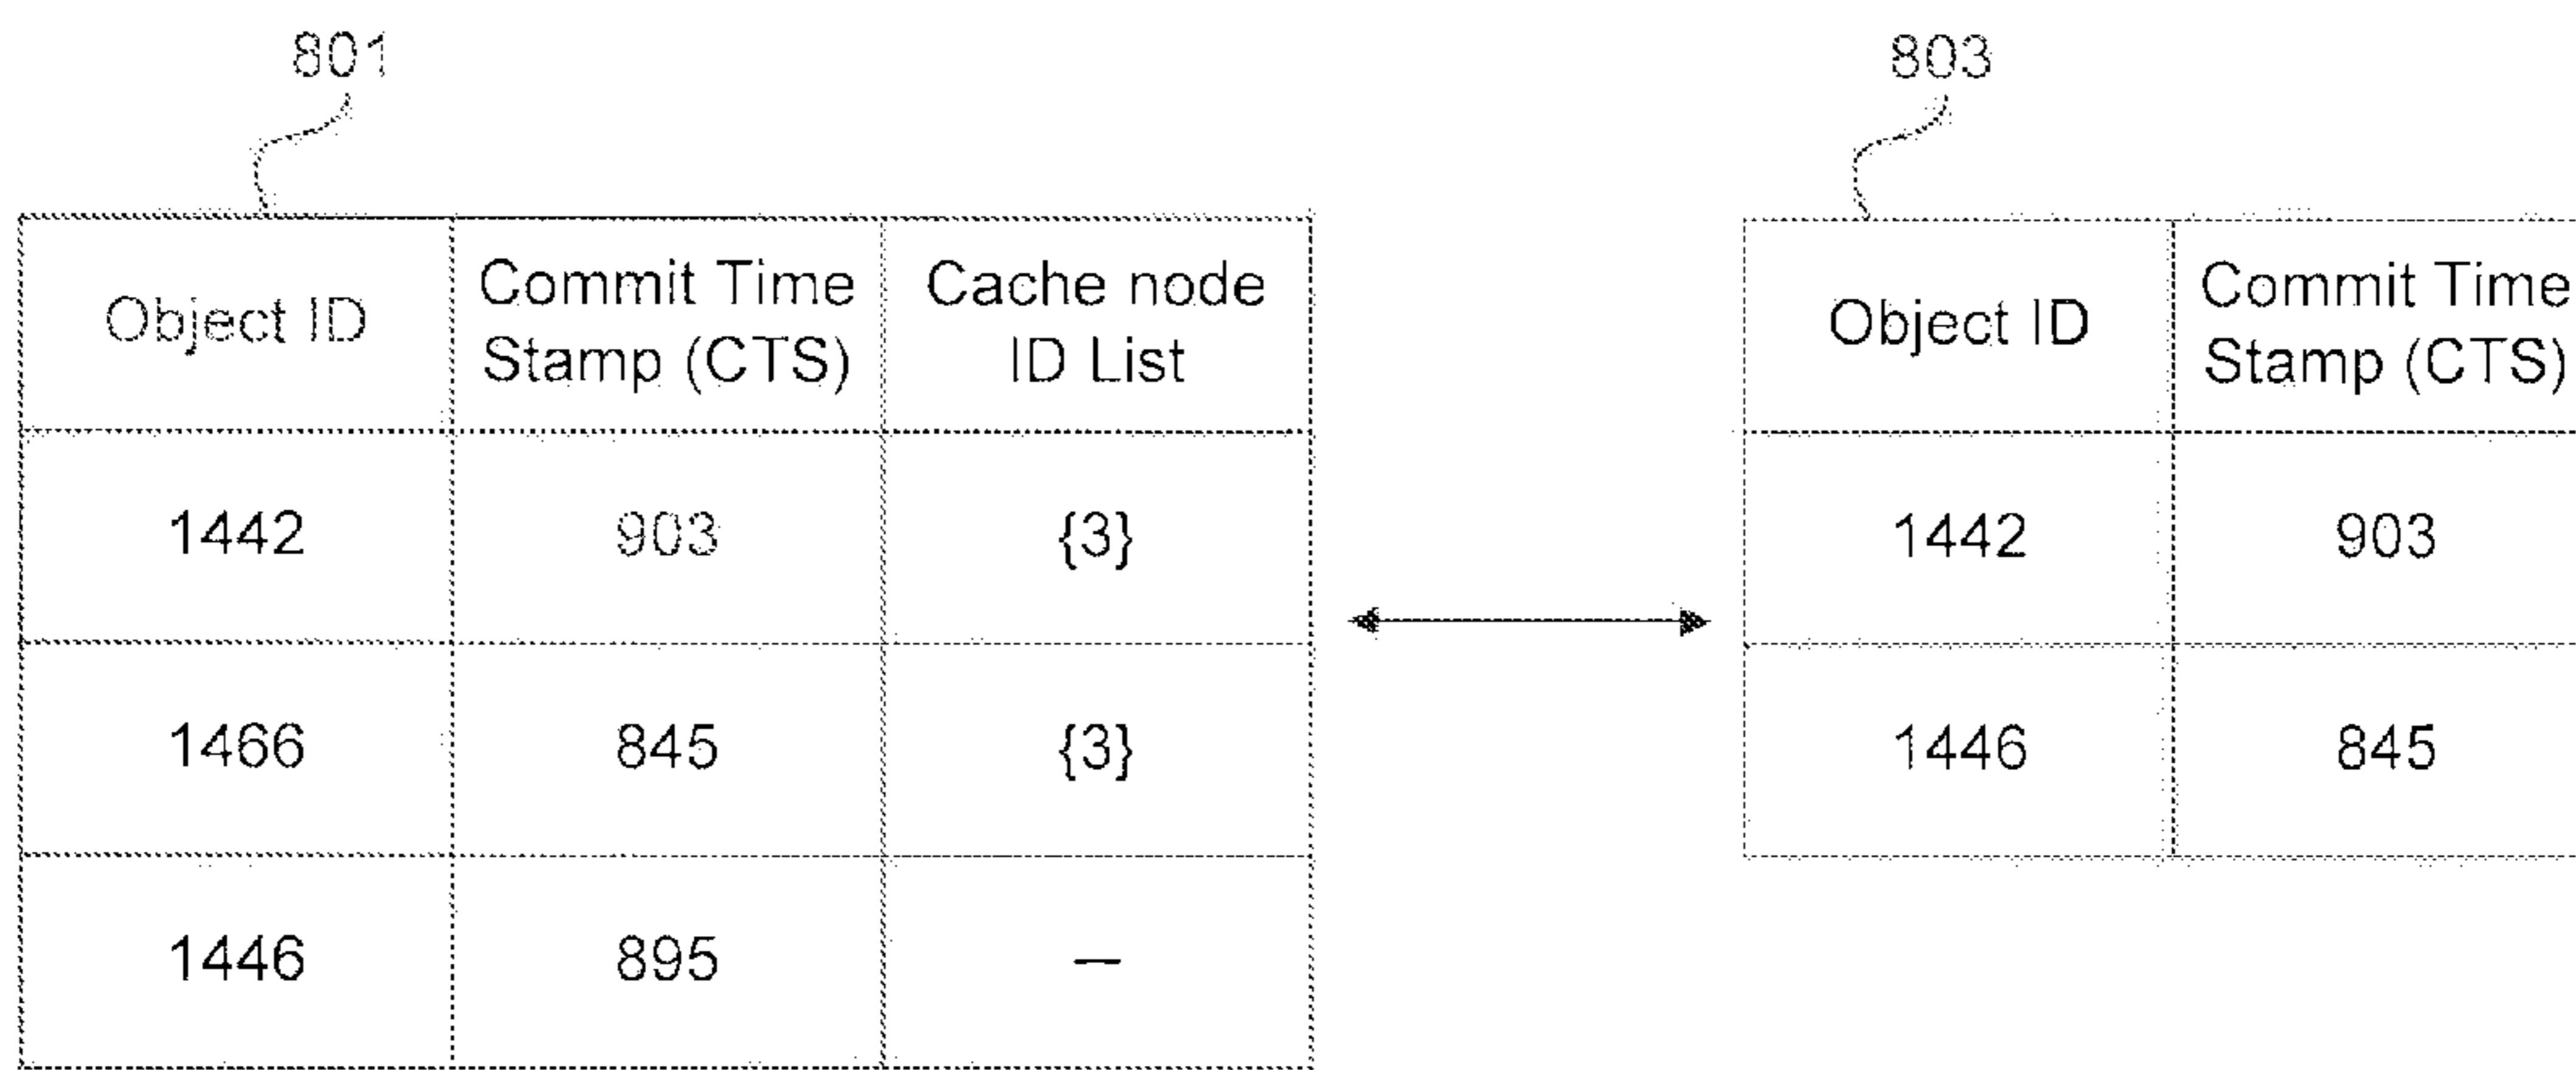 801
803
Object ID
Commit Time
Stamp (CTS)
Cache node
ID List
1442
903
{3}
1466
845
{3}
1446
895
–
Object ID
Commit Time
Stamp (CTS)
1442
903
1446
845